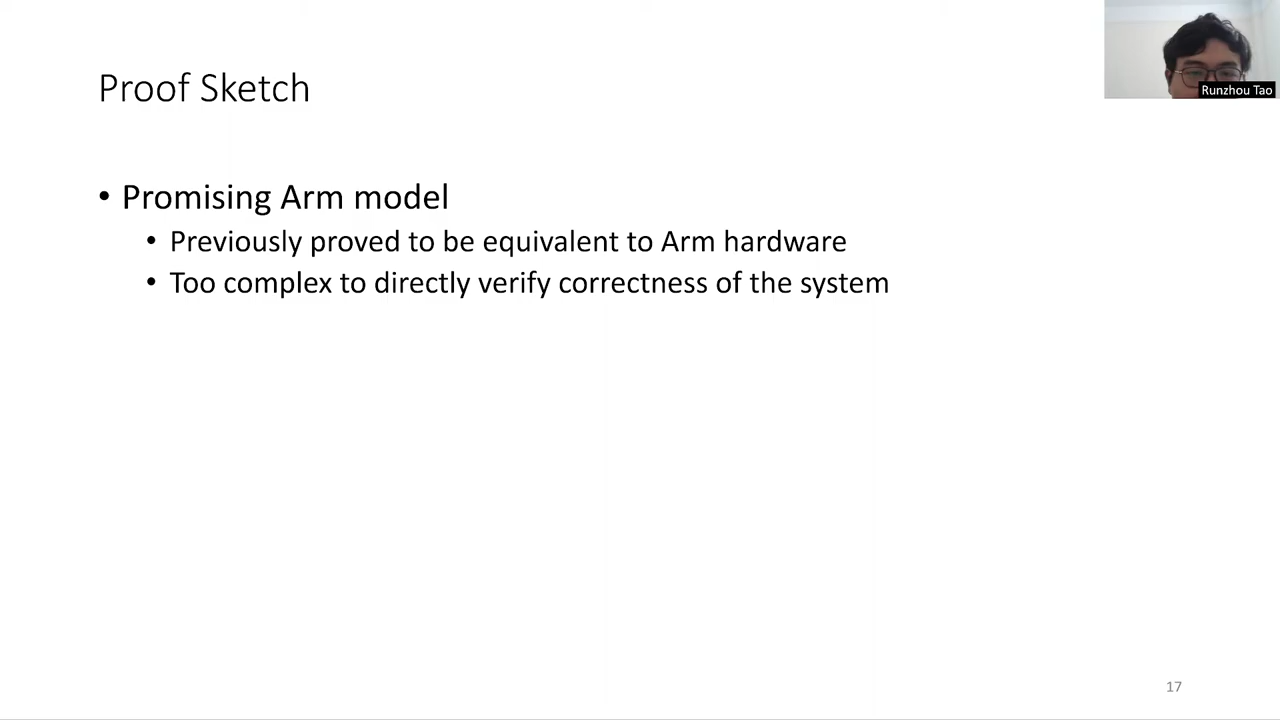 Proof Sketch
Runzhou Tao
• Promising Arm model
• Previously proved to be equivalent to Arm hardware
• Too complex to directly verify correctness of the system
17